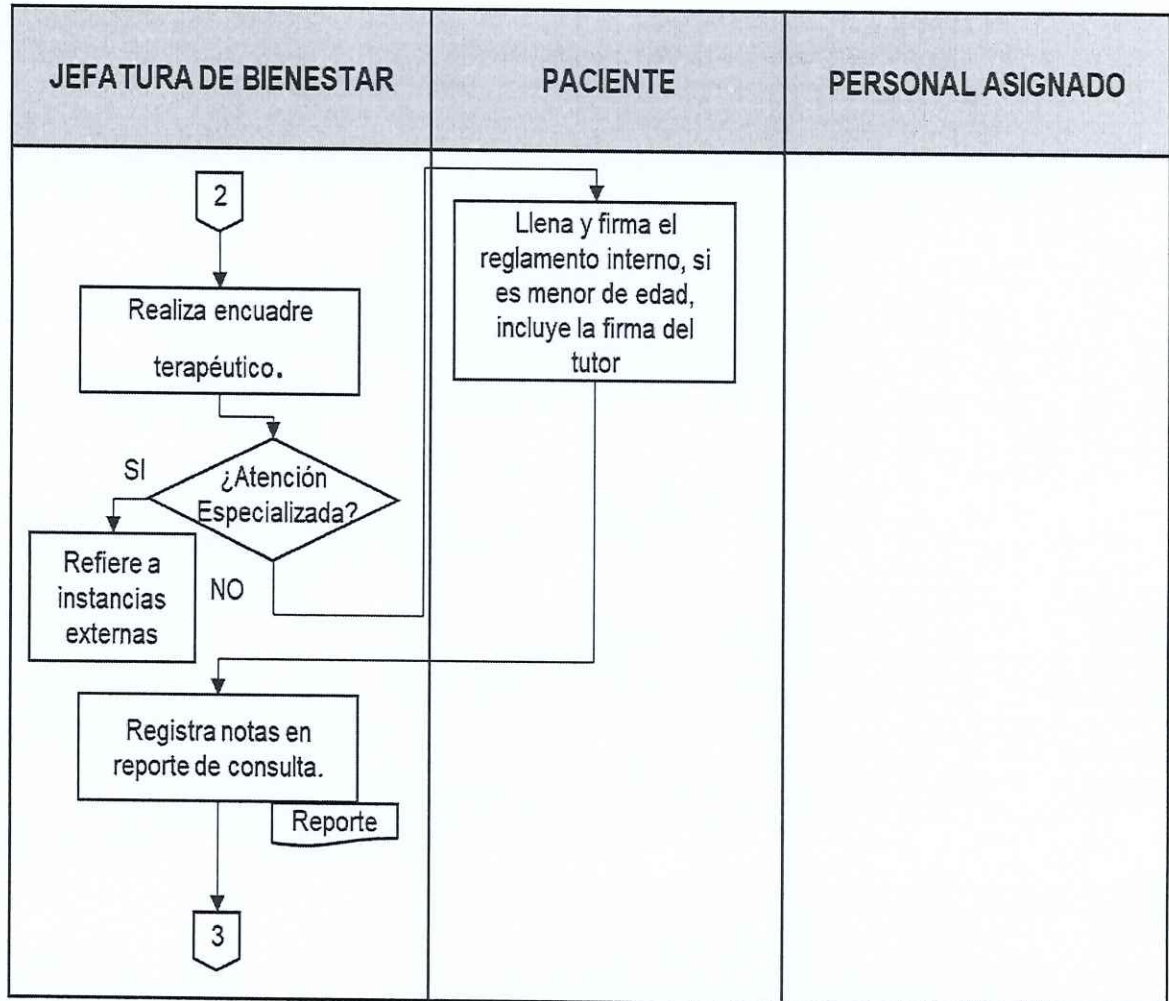 JEFATURA DE BIENESTAR
PACIENTE
PERSONAL ASIGNADO
2
Realiza encuadre
terapéutico.
¿Atención
Especializada?
SI
Refiere a
instancias
externas
NO
Llena y firma el
reglamento interno, si
es menor de edad,
incluye la firma del
tutor
Registra notas en
reporte de consulta.
Reporte
3